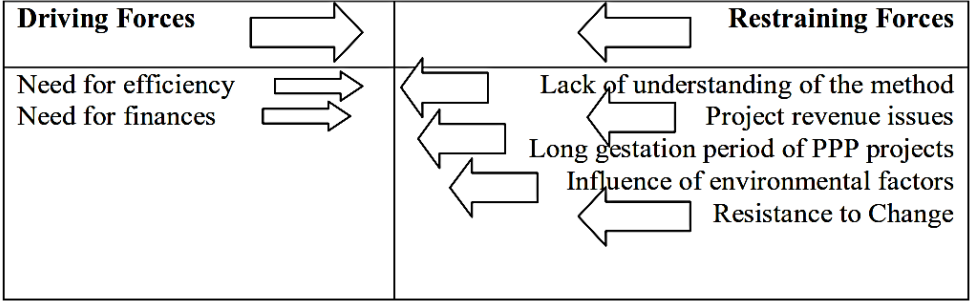 Driving Forces
Restraining Forces
Need for efficiency
Need for finances
Lack of understanding of the method
Project revenue issues
Long gestation period of PPP projects
Influence of environmental factors
Resistance to Change